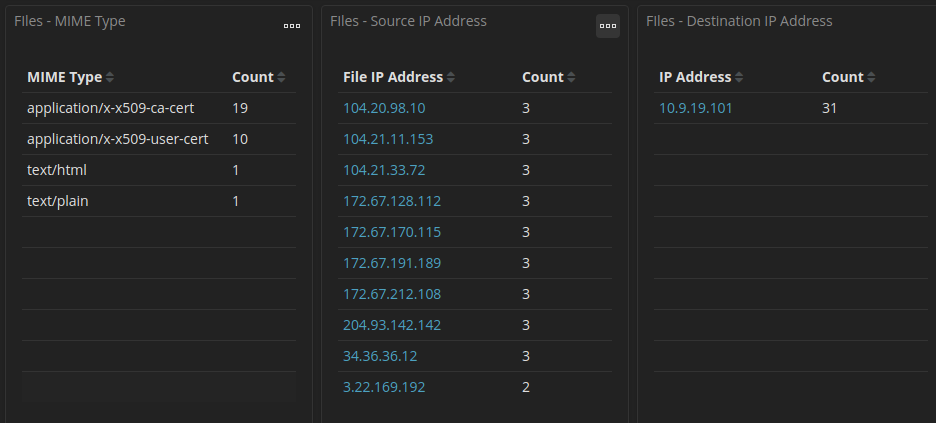 FIles - MIME Type
MIME Type Count
application/x-x509-ca-cert 19
application/x-x509-user-cert 10
text/html 1
text/plain 1
FIles - Source IP Address
File IP Address Count
104.20.98.10 3
104.21.11.153 3
104.21.33.72 3
172.67.128.112 3
172.67.170.115 3
172.67.191.189 3
172.67.212.108 3
204.93.142.142 3
34.36.36.12 3
3.22.169.192 2
FIles - Destination IP Address
IP Address Count
10.9.19.101 31